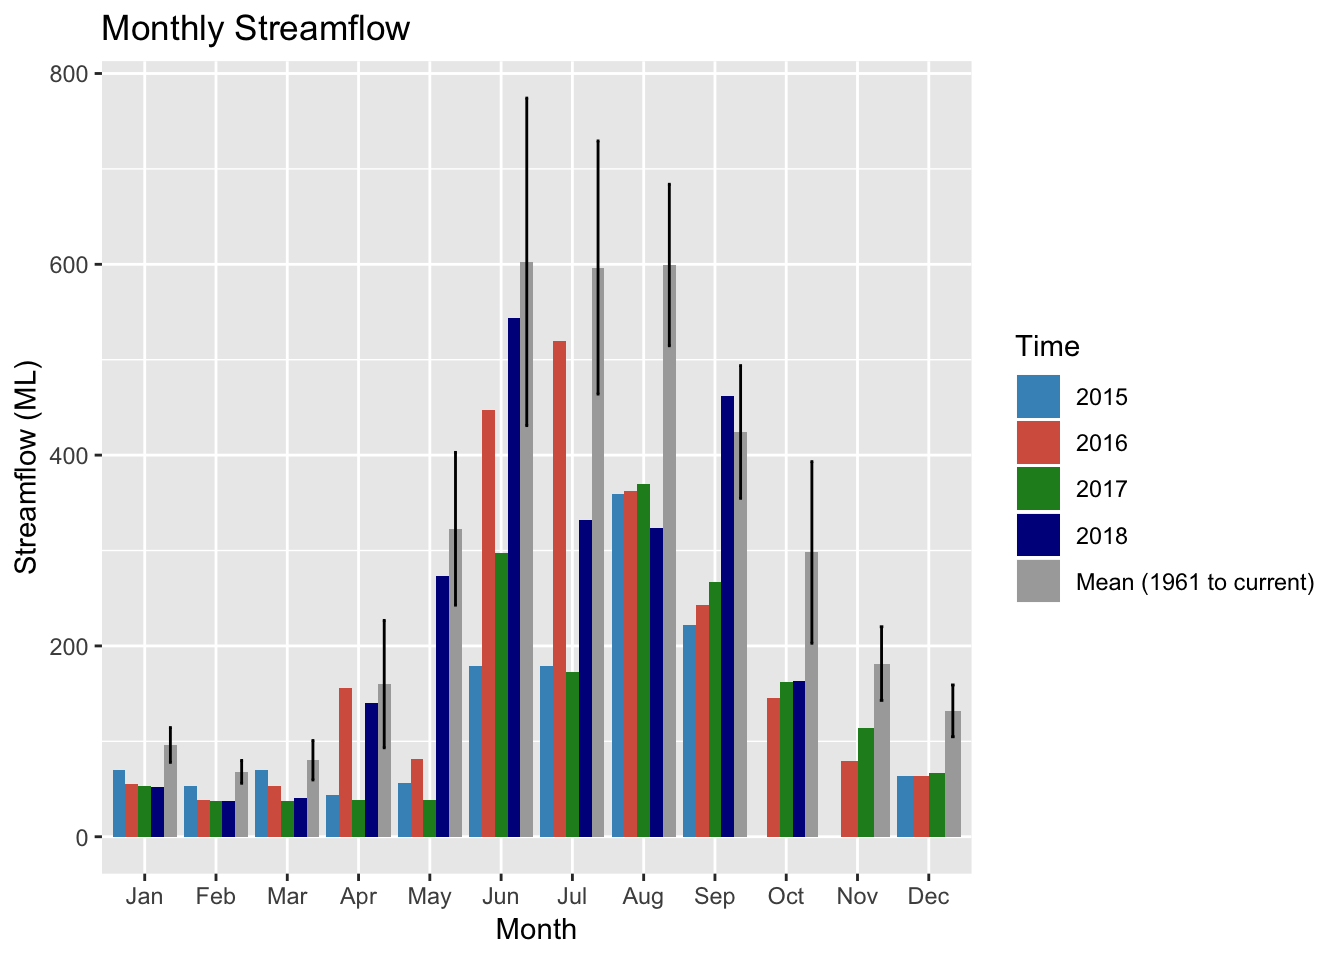 Monthly Streamflow
800
600
400
200
0
Streamflow (ML)
Jan Feb Mar Apr May Jun Jul Aug Sep Oct Nov Dec
Month
Time
2015
2016
2017
2018
Mean (1961 to current)